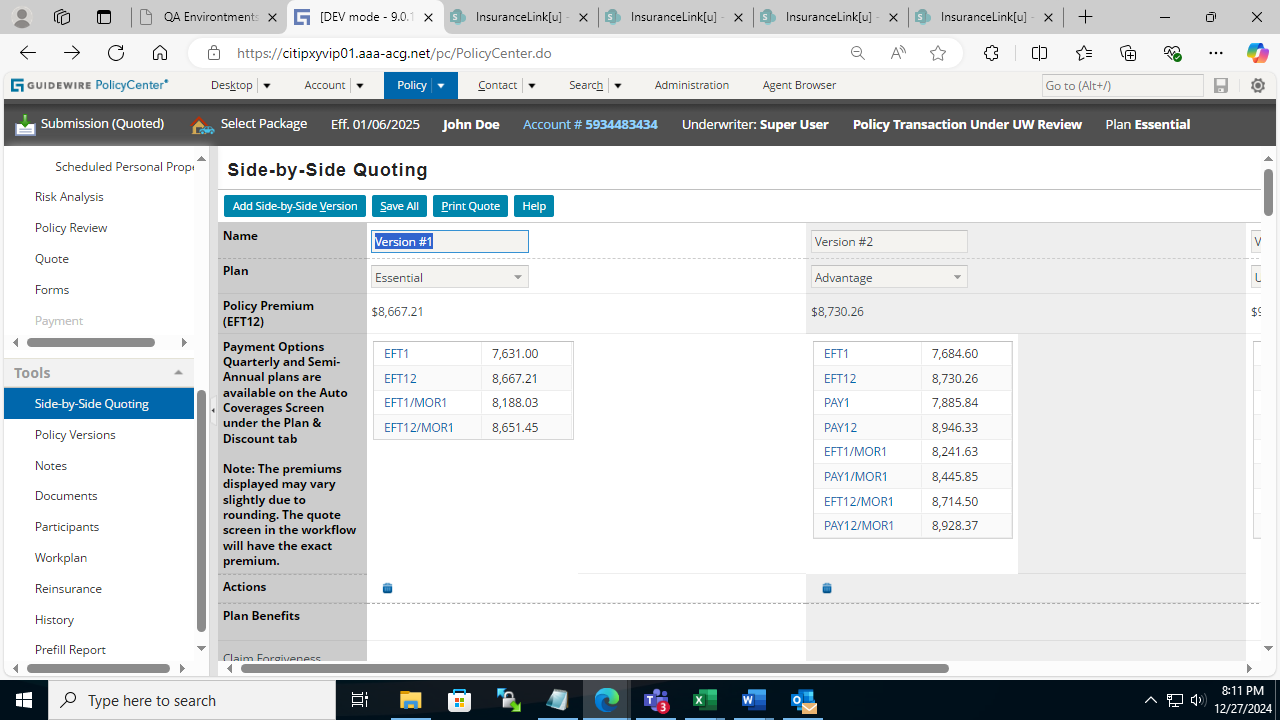 QA Environments
[DEV mode - 9.0.1
InsuranceLink[u] -
InsuranceLink[u] -
InsuranceLink[u] -
InsuranceLink[u] -
https://citipxyvip01.aaa-acg.net/pc/PolicyCenter.do
GUIDEWIRE PolicyCenter®
Desktop
Account
Policy
Contact
Search
Administration
Agent Browser
Go to (Alt+/)
Submission (Quoted)
Select Package
Eff. 01/06/2025
John Doe
Account # 5934483434
Underwriter: Super User
Policy Transaction Under UW Review
Plan Essential
Scheduled Personal Prope
Risk Analysis
Policy Review
Quote
Forms
Payment
Tools
Side-by-Side Quoting
Policy Versions
Notes
Documents
Participants
Workplan
Reinsurance
History
Prefill Report
Side-by-Side Quoting
Add Side-by-Side Version
Save All
Print Quote
Help
Name
Version #1
Version #2
Plan
Essential
Advantage
Policy Premium
(EFT12)
$8,667.21
$8,730.26
Payment Options
Quarterly and Semi-
Annual plans are
available on the Auto
Coverages Screen
under the Plan &
Discount tab
Note: The premiums
displayed may vary
slightly due to
rounding. The quote
screen in the workflow
will have the exact
premium.
EFT1 7,631.00
EFT12 8,667.21
EFT1/MOR1 8,188.03
EFT12/MOR1 8,651.45
EFT1 7,684.60
EFT12 8,730.26
PAY1 7,885.84
PAY12 8,946.33
EFT1/MOR1 8,241.63
PAY1/MOR1 8,445.85
EFT12/MOR1 8,714.50
PAY12/MOR1 8,928.37
Actions
Plan Benefits
Claim Forgiveness
Type here to search
3
8:11 PM
12/27/2024